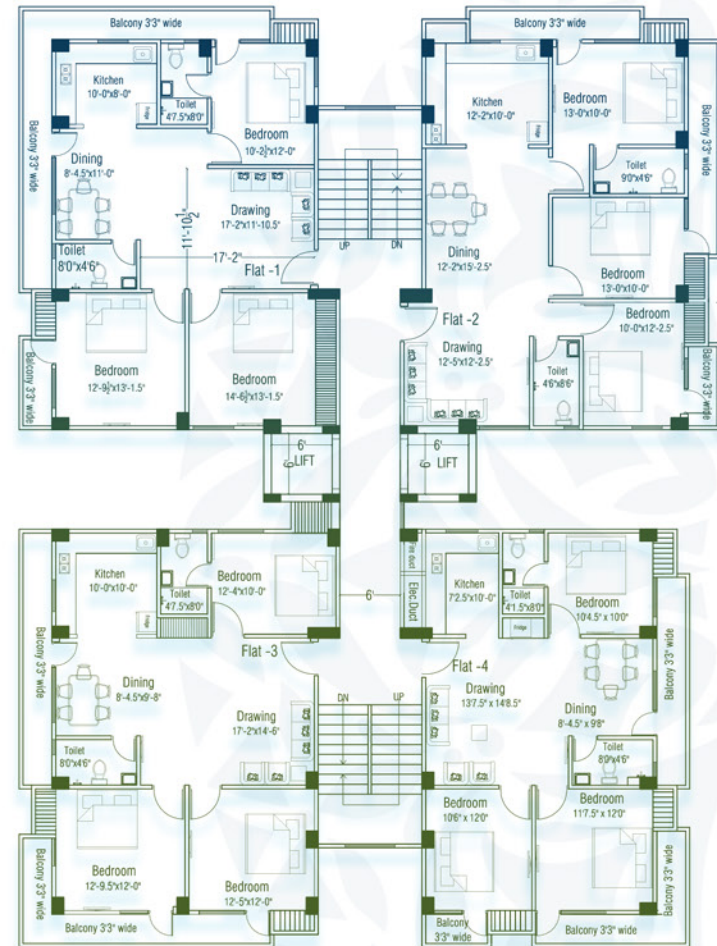 Balcony 3'3" wide
Kitchen
10'-0"x8'-0"
Toilet
4'7.5"x8'0"
Fridge
Bedroom
10'-2½"x12'-0"
Balcony 3'3" wide
Dining
8'-4.5"x11'-0"
11'-10½"
Drawing
17'-2"x11'-10.5"
17'-2"
Flat -1
Toilet
8'0"x4'6"
Bedroom
12'-9½"x13'-1.5"
Bedroom
14'-6½"x13'-1.5"
Balcony 3'3" wide
UP
DN
Balcony 3'3" wide
Kitchen
12'-2"x10'-0"
Fridge
Bedroom
13'-0"x10'-0"
Balcony 3'3" wide
Toilet
9'0"x4'6"
Dining
12'-2"x15'-2.5"
Bedroom
13'-0"x10'-0"
Flat -2
Drawing
12'-5"x12'-2.5"
Bedroom
10'-0"x12'-2.5"
Toilet
4'6"x8'6"
Balcony 3'3" wide
6'
6'
LIFT
6'
6'
LIFT
Kitchen
10'-0"x10'-0"
Toilet
4'7.5"x8'0"
Fridge
Bedroom
12'-4"x10'-0"
Flat -3
Balcony 3'3" wide
Dining
8'-4.5"x9'-8"
Drawing
17'-2"x14'-6"
Toilet
8'0"x4'6"
Bedroom
12'-9.5"x12'-0"
Bedroom
12'-5"x12'-0"
Balcony 3'3" wide
Balcony 3'3" wide
6'
Fire duct
Elec.Duct
DN
UP
Kitchen
7'2.5"x10'-0"
Toilet
4'1.5"x8'0"
Fridge
Bedroom
10'4.5" x 10'0"
Flat -4
Drawing
13'7.5" x 14'8.5"
Dining
8'-4.5" x 9'8"
Balcony 3'3" wide
Toilet
8'0"x4'6"
Bedroom
10'6" x 12'0"
Bedroom
11'7.5" x 12'0"
Balcony 3'3" wide
Balcony
3'3" wide
Balcony 3'3" wide